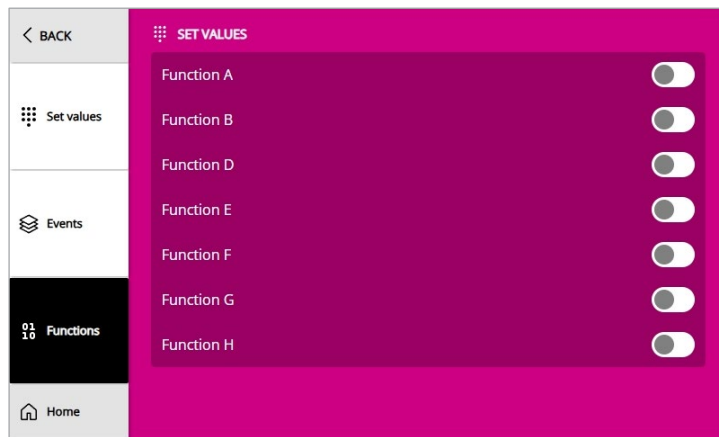 BACK
SET VALUES
Set values
Events
01
10
Functions
Home
Function A
Function B
Function D
Function E
Function F
Function G
Function H